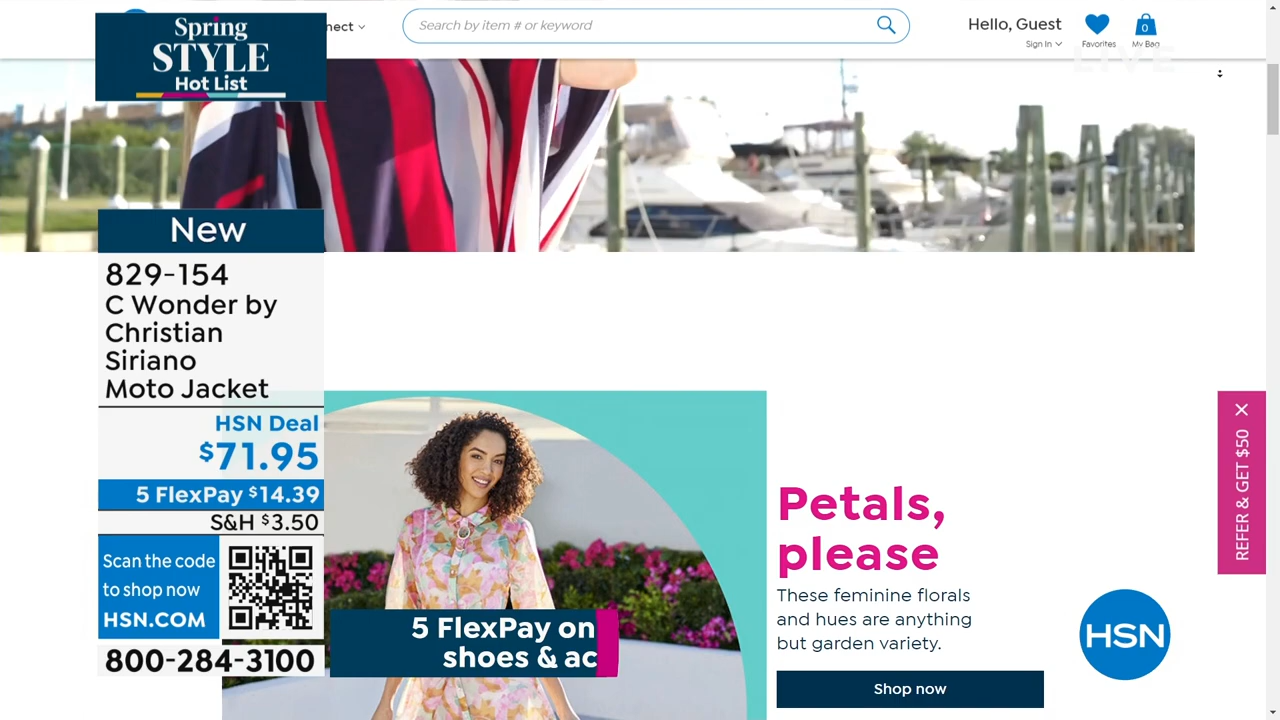 Spring
STYLE
Hot List
Search by item # or keyword
Hello, Guest
Sign In
Favorites
0
My Bag
LIVE
New
829-154
C Wonder by
Christian
Siriano
Moto Jacket
HSN Deal
$71.95
5 FlexPay $14.39
S&H $3.50
Scan the code
to shop now
HSN.COM
800-284-3100
5 FlexPay on
shoes & ac
Petals,
please
These feminine florals
and hues are anything
but garden variety.
Shop now
HSN
REFER & GET $50